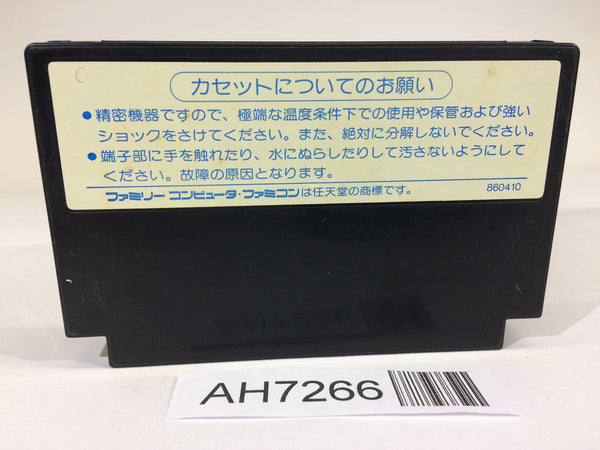 カセットについてのお願い
●精密機器ですので、極端な温度条件下での使用や保管および強い
ショックをさけてください。また、絶対に分解しないでください。
●端子部に手を触れたり、水にぬらしたりして汚さないようにして
ください。故障の原因となります。
ファミリーコンピュータ・ファミコンは任天堂の商標です。 860410
AH7266